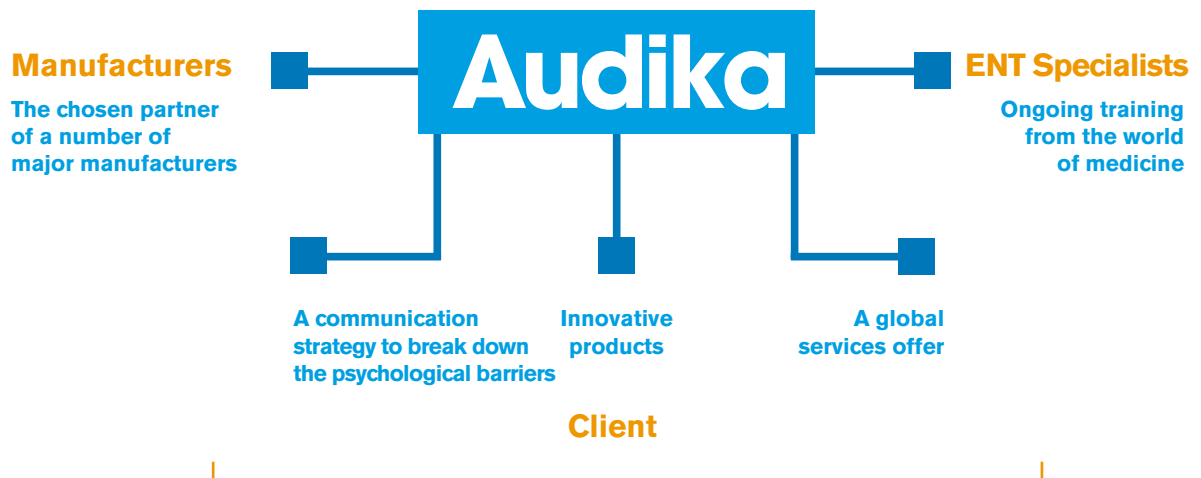 Audika
Manufacturers
The chosen partner
of a number of
major manufacturers
ENT Specialists
Ongoing training
from the world
of medicine
A communication
strategy to break down
the psychological barriers
Innovative
products
A global
services offer
Client